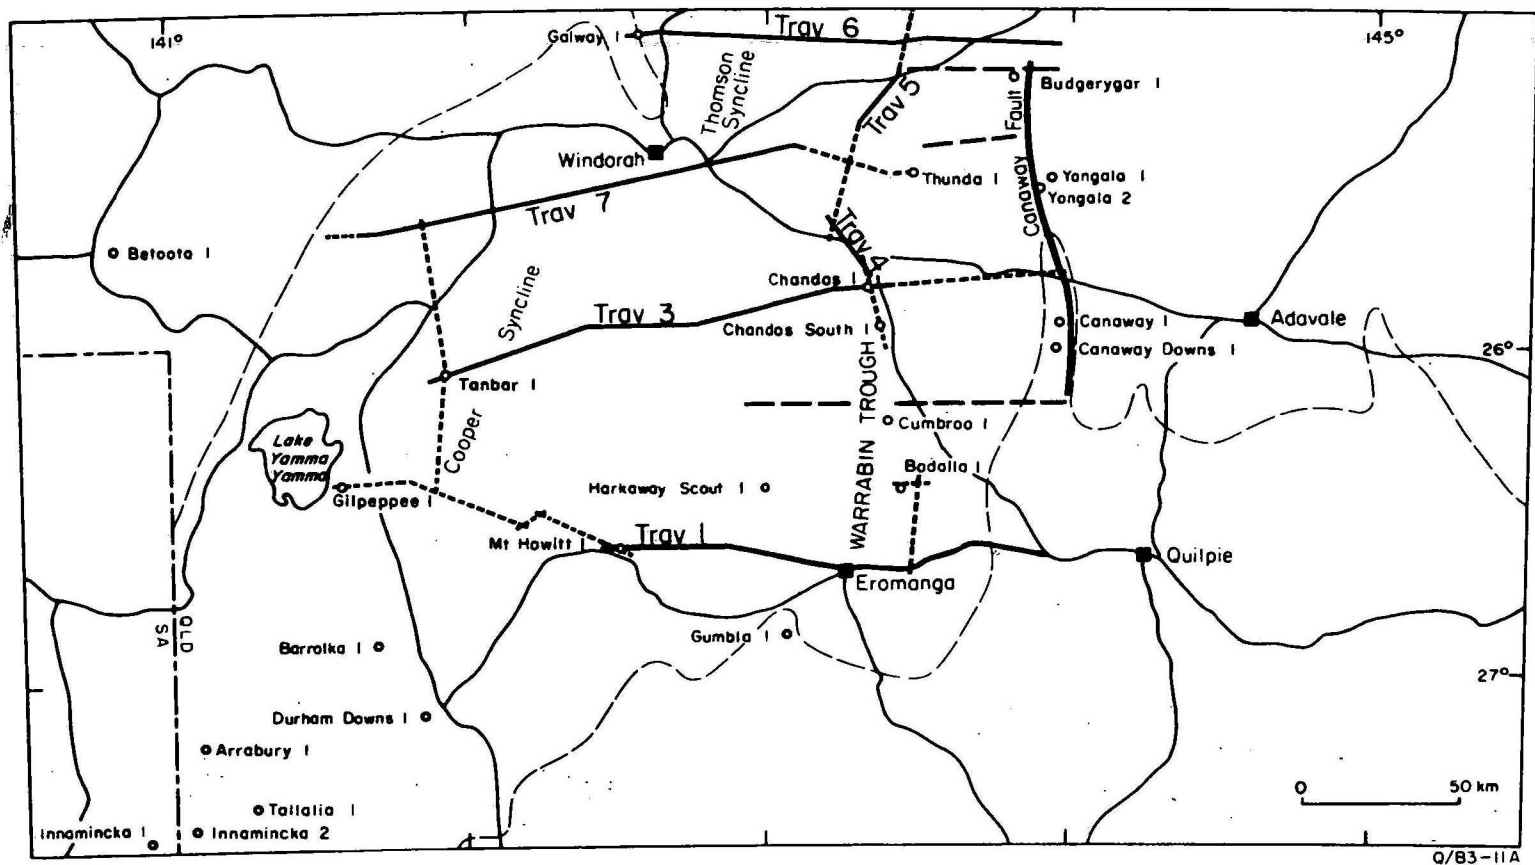 141°
145°
Galway 1
Trav 6
Thomson
Syncline
Trav 5
Fault
Budgerygar 1
Windorah
Thunda 1
Canaway
Yongala 1
Yongala 2
Trav 7
Trav 4
Betoota 1
Chandos 1
Syncline
Trav 3
Chandos South 1
Canaway 1
Adavale
Canaway Downs 1
26°
Tanbar 1
WARRABIN TROUGH
Cumbroo 1
Cooper
Lake
Yamma
Yamma
Gilpeppee 1
Harkaway Scout 1
Badalia 1
Mt Howitt 1
Trav 1
Eromanga
Quilpie
SA
QLD
Gumbla 1
Barrolka 1
27°
Durham Downs 1
Arrabury 1
0 50 km
Tallalia 1
Innamincka 1
Innamincka 2
Q/B3-11A